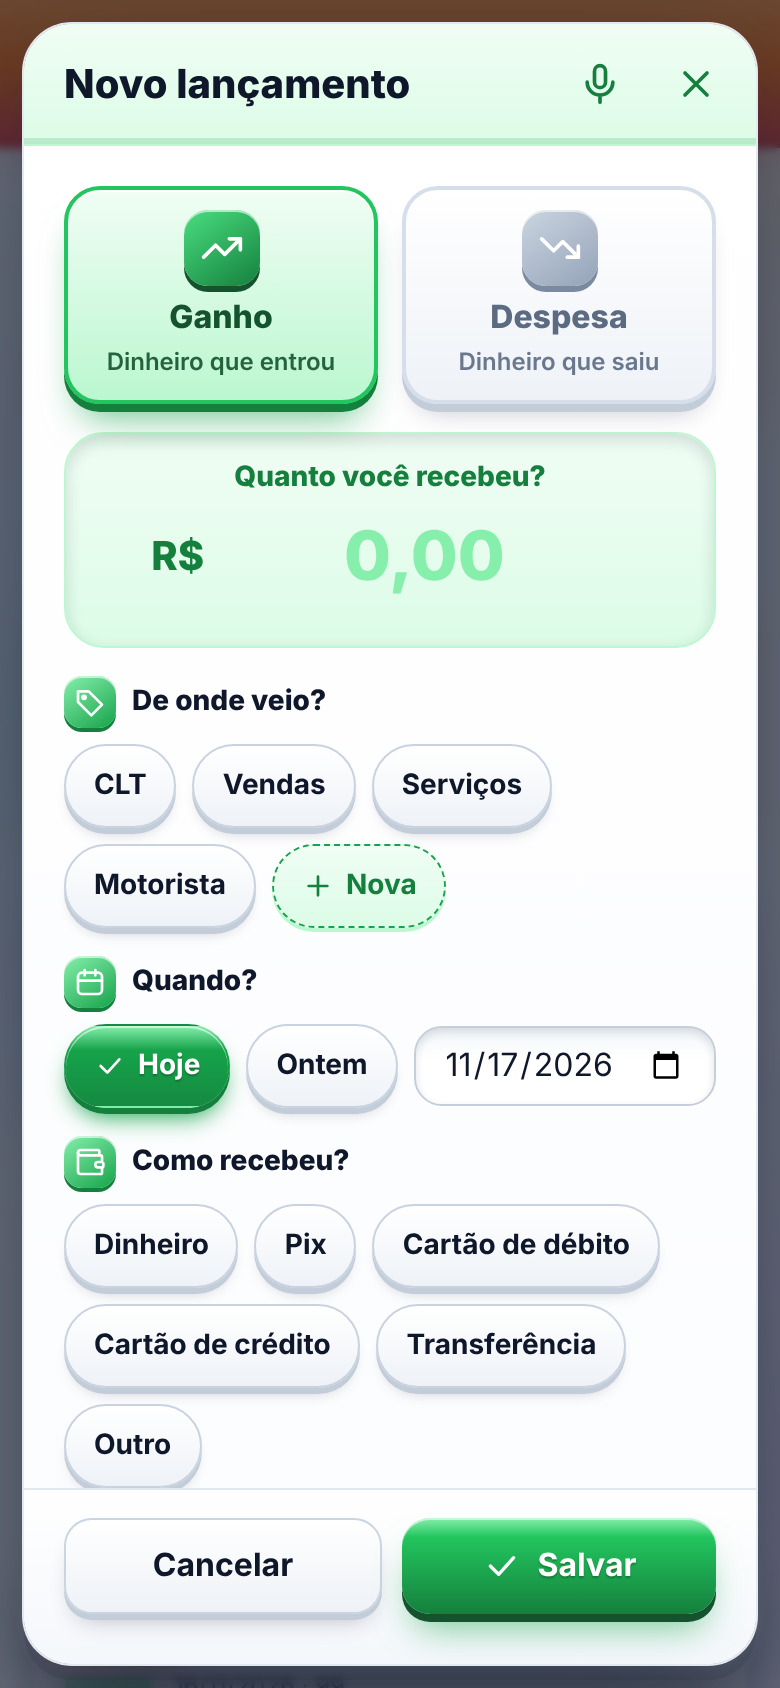 Novo lançamento
Ganho
Dinheiro que entrou
Despesa
Dinheiro que saiu
Quanto você recebeu?
R$ 0,00
De onde veio?
CLT Vendas Serviços
Motorista + Nova
Quando?
Hoje Ontem 11/17/2026
Como recebeu?
Dinheiro Pix Cartão de débito
Cartão de crédito Transferência
Outro
Cancelar Salvar